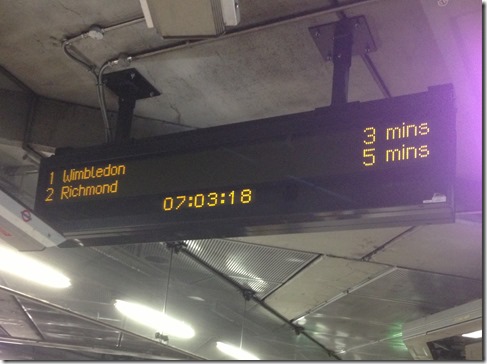 1 Wimbledon 3 mins
2 Richmond 5 mins
07:03:18